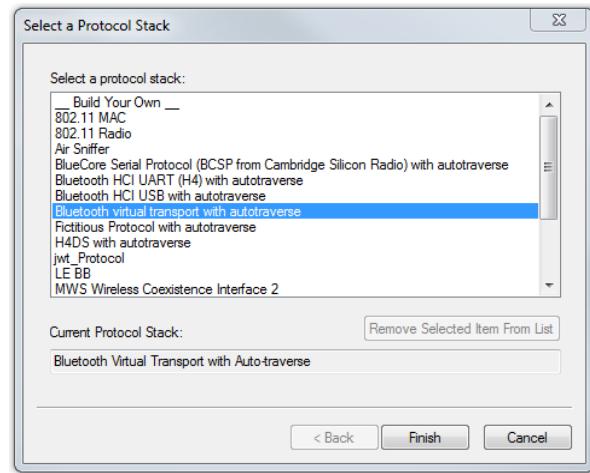 Select a Protocol Stack
Select a protocol stack:
__ Build Your Own __
802.11 MAC
802.11 Radio
Air Sniffer
BlueCore Serial Protocol (BCSP from Cambridge Silicon Radio) with autotraverse
Bluetooth HCI UART (H4) with autotraverse
Bluetooth HCI USB with autotraverse
Bluetooth virtual transport with autotraverse
Fictitious Protocol with autotraverse
H4DS with autotraverse
jwt_Protocol
LE BB
MWS Wireless Coexistence Interface 2
Current Protocol Stack:
Remove Selected Item From List
Bluetooth Virtual Transport with Auto-traverse
< Back
Finish
Cancel